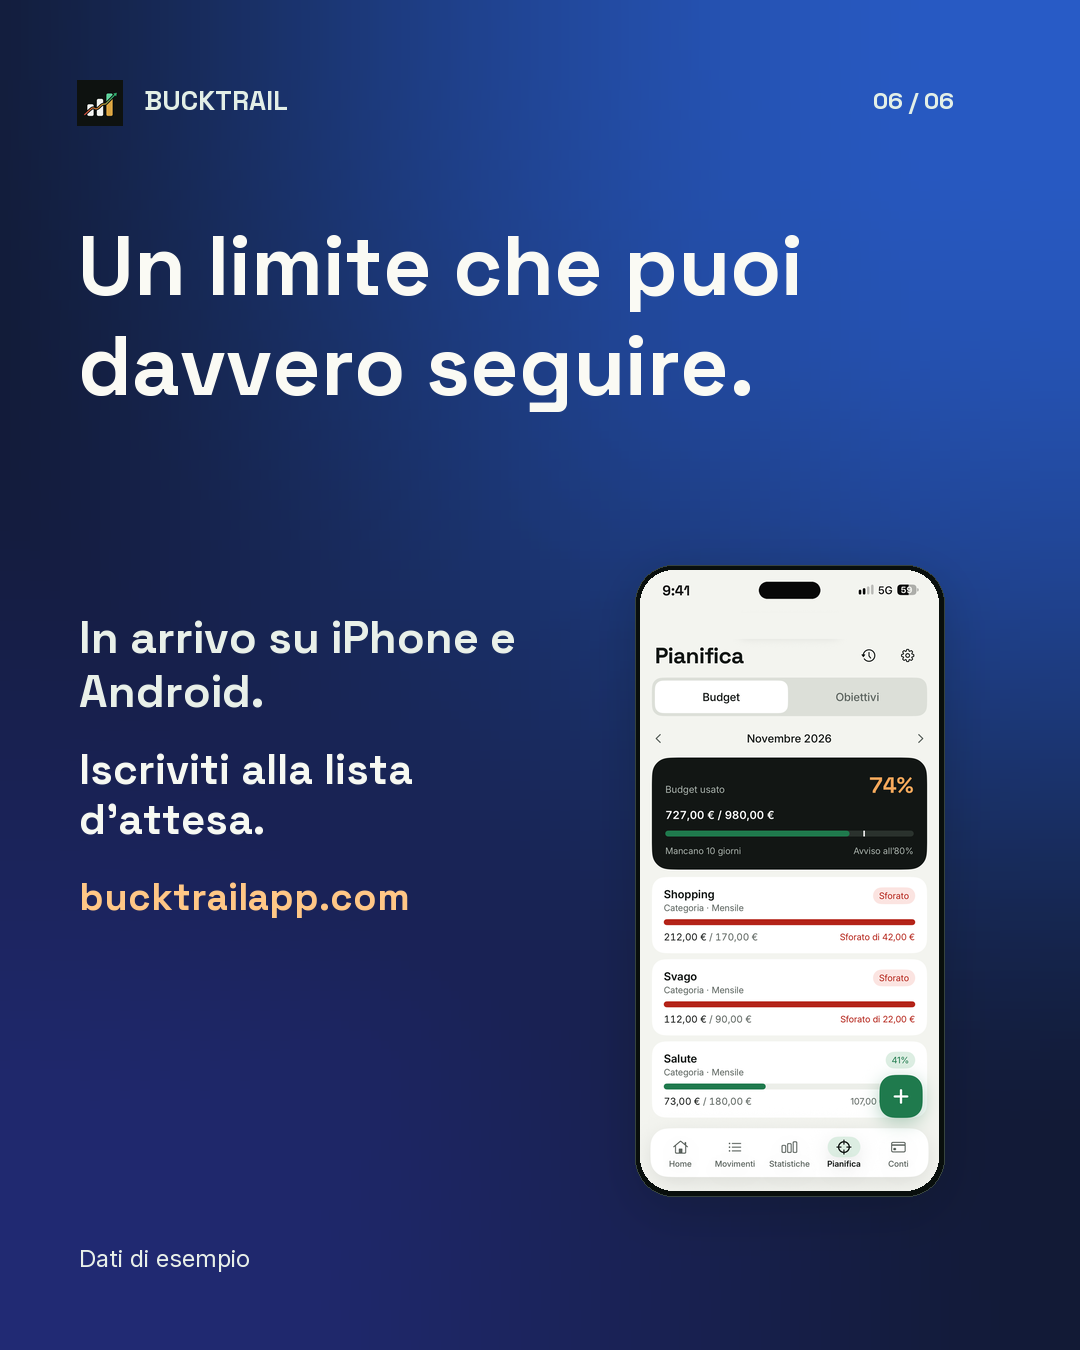 BUCKTRAIL
06 / 06
Un limite che puoi
davvero seguire.
In arrivo su iPhone e
Android.
Iscriviti alla lista
d’attesa.
bucktrailapp.com
9:41
5G
59
Pianifica
Budget
Obiettivi
Novembre 2026
Budget usato
74%
727,00 € / 980,00 €
Mancano 10 giorni
Avviso all’80%
Shopping
Sforato
Categoria · Mensile
212,00 € / 170,00 €
Sforato di 42,00 €
Svago
Sforato
Categoria · Mensile
112,00 € / 90,00 €
Sforato di 22,00 €
Salute
41%
Categoria · Mensile
73,00 € / 180,00 €
107,00
Home
Movimenti
Statistiche
Pianifica
Conti
Dati di esempio